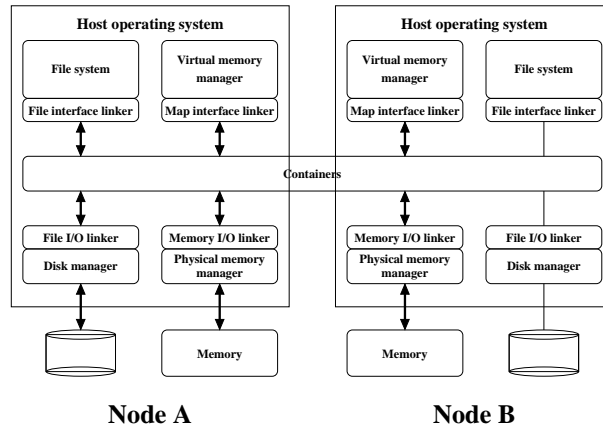 Host operating system
Host operating system
File system
Virtual memory
manager
Virtual memory
manager
File system
File interface linker
Map interface linker
Map interface linker
File interface linker
Containers
File I/O linker
Memory I/O linker
Memory I/O linker
File I/O linker
Disk manager
Physical memory
manager
Physical memory
manager
Disk manager
Memory
Memory
Node A
Node B